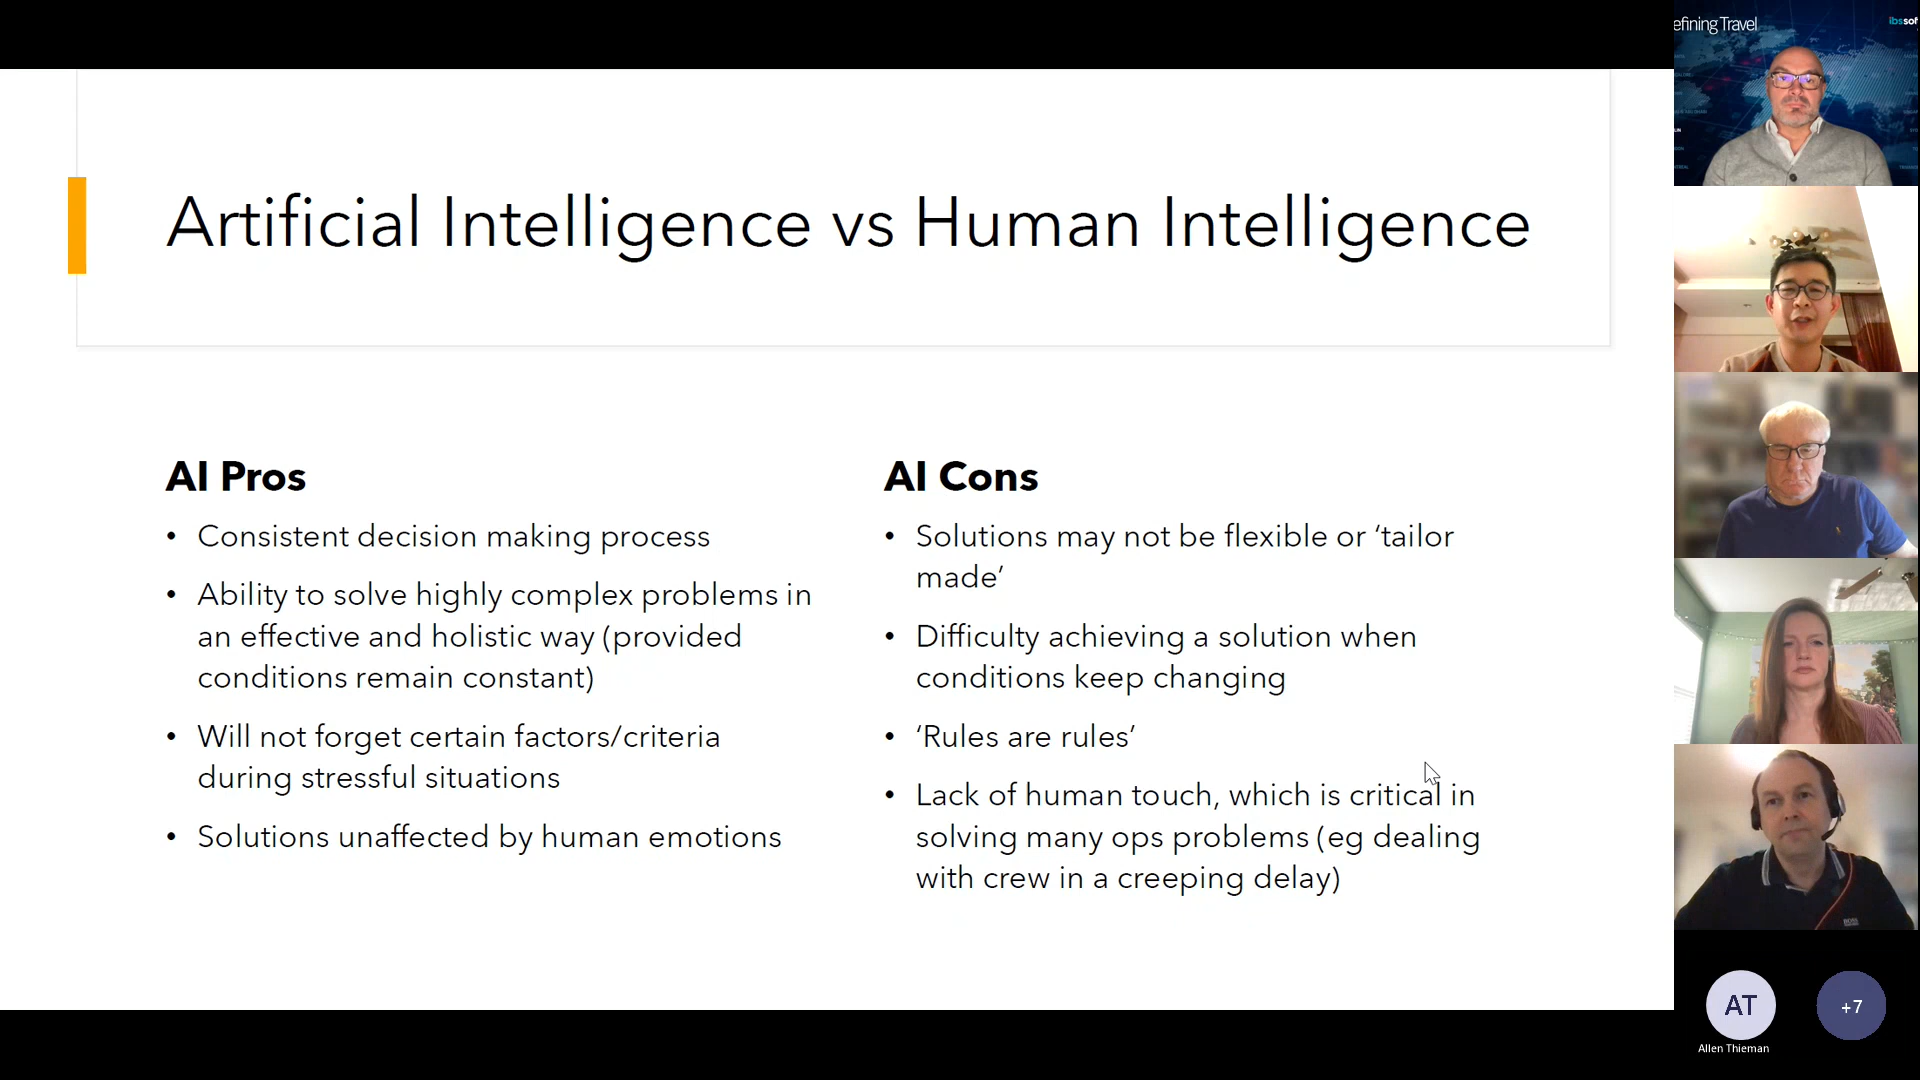 efining Travel
ibssof
Artificial Intelligence vs Human Intelligence
AI Pros
• Consistent decision making process
• Ability to solve highly complex problems in
an effective and holistic way (provided
conditions remain constant)
• Will not forget certain factors/criteria
during stressful situations
• Solutions unaffected by human emotions
AI Cons
• Solutions may not be flexible or ‘tailor
made’
• Difficulty achieving a solution when
conditions keep changing
• ‘Rules are rules’
• Lack of human touch, which is critical in
solving many ops problems (eg dealing
with crew in a creeping delay)
BOSS
AT
+7
Allen Thieman